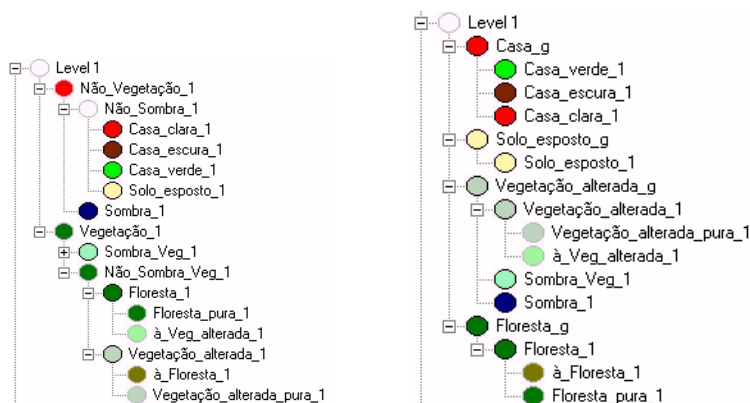 Level 1
Não_Vegetação_1
Não_Sombra_1
Casa_clara_1
Casa_escura_1
Casa_verde_1
Solo_esposto_1
Sombra_1
Vegetação_1
Sombra_Veg_1
Não_Sombra_Veg_1
Floresta_1
Floresta_pura_1
à_Veg_alterada_1
Vegetação_alterada_1
à_Floresta_1
Vegetação_alterada_pura_1
Level 1
Casa_g
Casa_verde_1
Casa_escura_1
Casa_clara_1
Solo_esposto_g
Solo_esposto_1
Vegetação_alterada_g
Vegetação_alterada_1
Vegetação_alterada_pura_1
à_Veg_alterada_1
Sombra_Veg_1
Sombra_1
Floresta_g
Floresta_1
à_Floresta_1
Floresta_pura_1